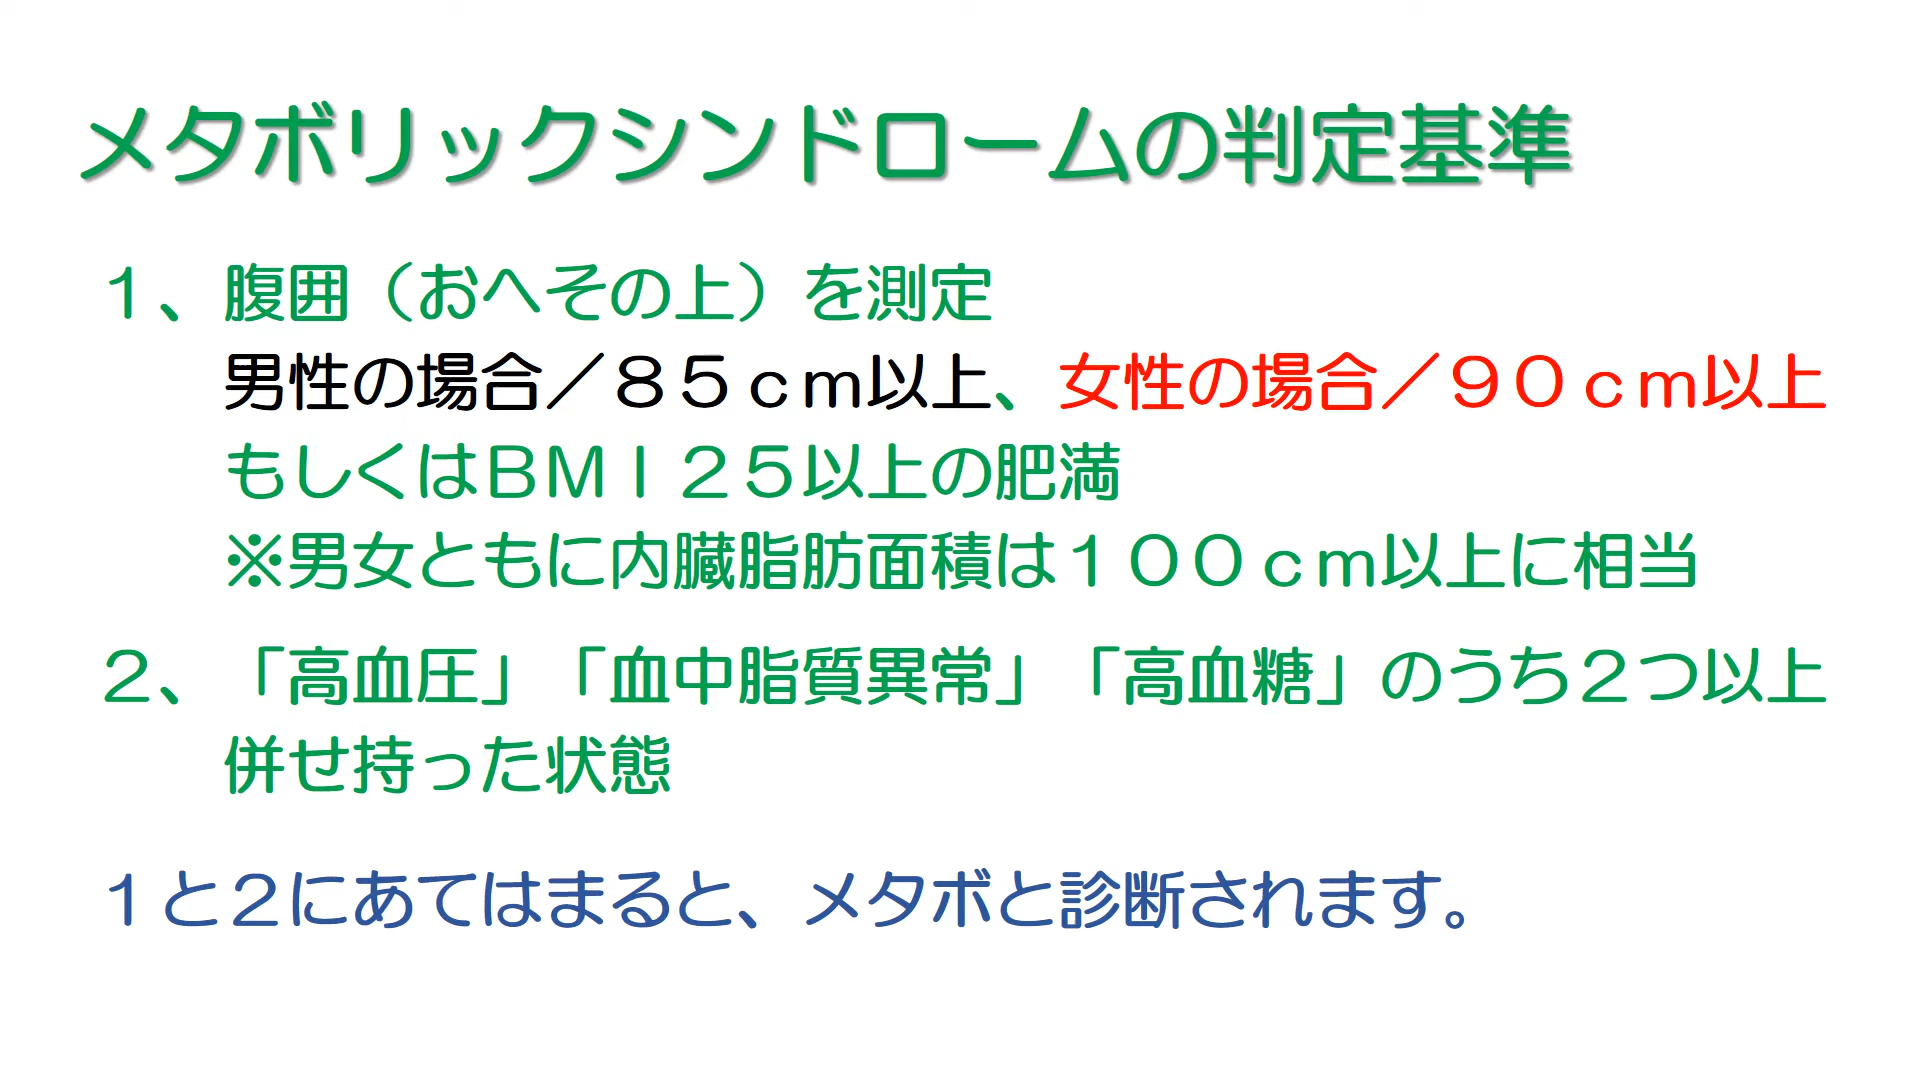 メタボリックシンドロームの判定基準
１、腹囲（おへその上）を測定
男性の場合／８５ｃｍ以上、女性の場合／９０ｃｍ以上
もしくはＢＭＩ２５以上の肥満
※男女ともに内臓脂肪面積は１００ｃｍ以上に相当
２、「高血圧」「血中脂質異常」「高血糖」のうち２つ以上
併せ持った状態
１と２にあてはまると、メタボと診断されます。